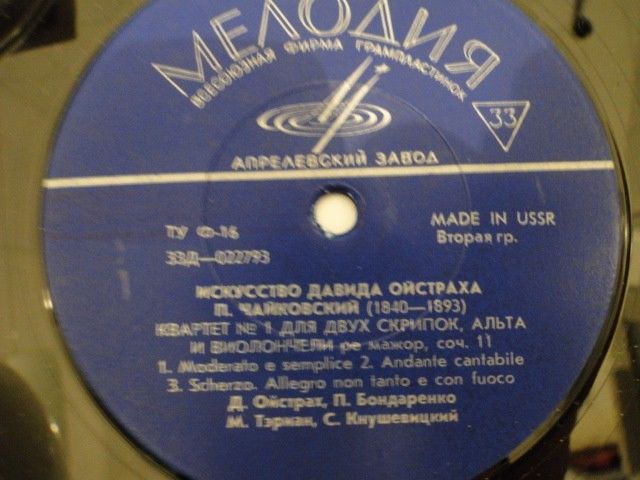 МЕЛОДИЯ
ВСЕСОЮЗНАЯ ФИРМА ГРАМПЛАСТИНОК
33
АПРЕЛЕВСКИЙ ЗАВОД
ТУ Ф-16
MADE IN USSR
33Д—022793
Вторая гр.
ИСКУССТВО ДАВИДА ОЙСТРАХА
П. ЧАЙКОВСКИЙ (1840—1893)
КВАРТЕТ № 1 ДЛЯ ДВУХ СКРИПОК, АЛЬТА
И ВИОЛОНЧЕЛИ ре мажор, соч. 11
1. Moderato e semplice 2. Andante cantabile
3. Scherzo. Allegro non tanto e con fuoco
Д. Ойстрах, П. Бондаренко
М. Тэриан, С. Кнушевицкий